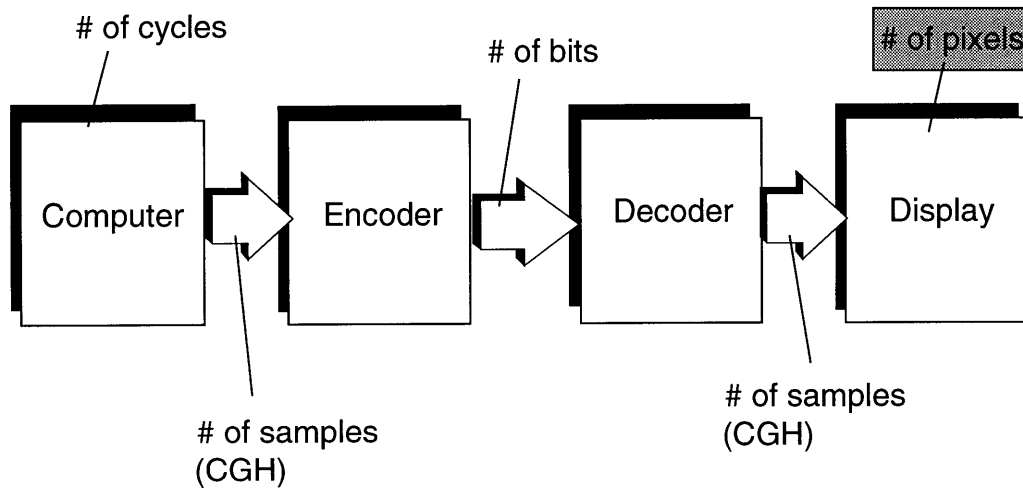 # of cycles
# of bits
# of pixels
Computer
Encoder
Decoder
Display
# of samples
(CGH)
# of samples
(CGH)